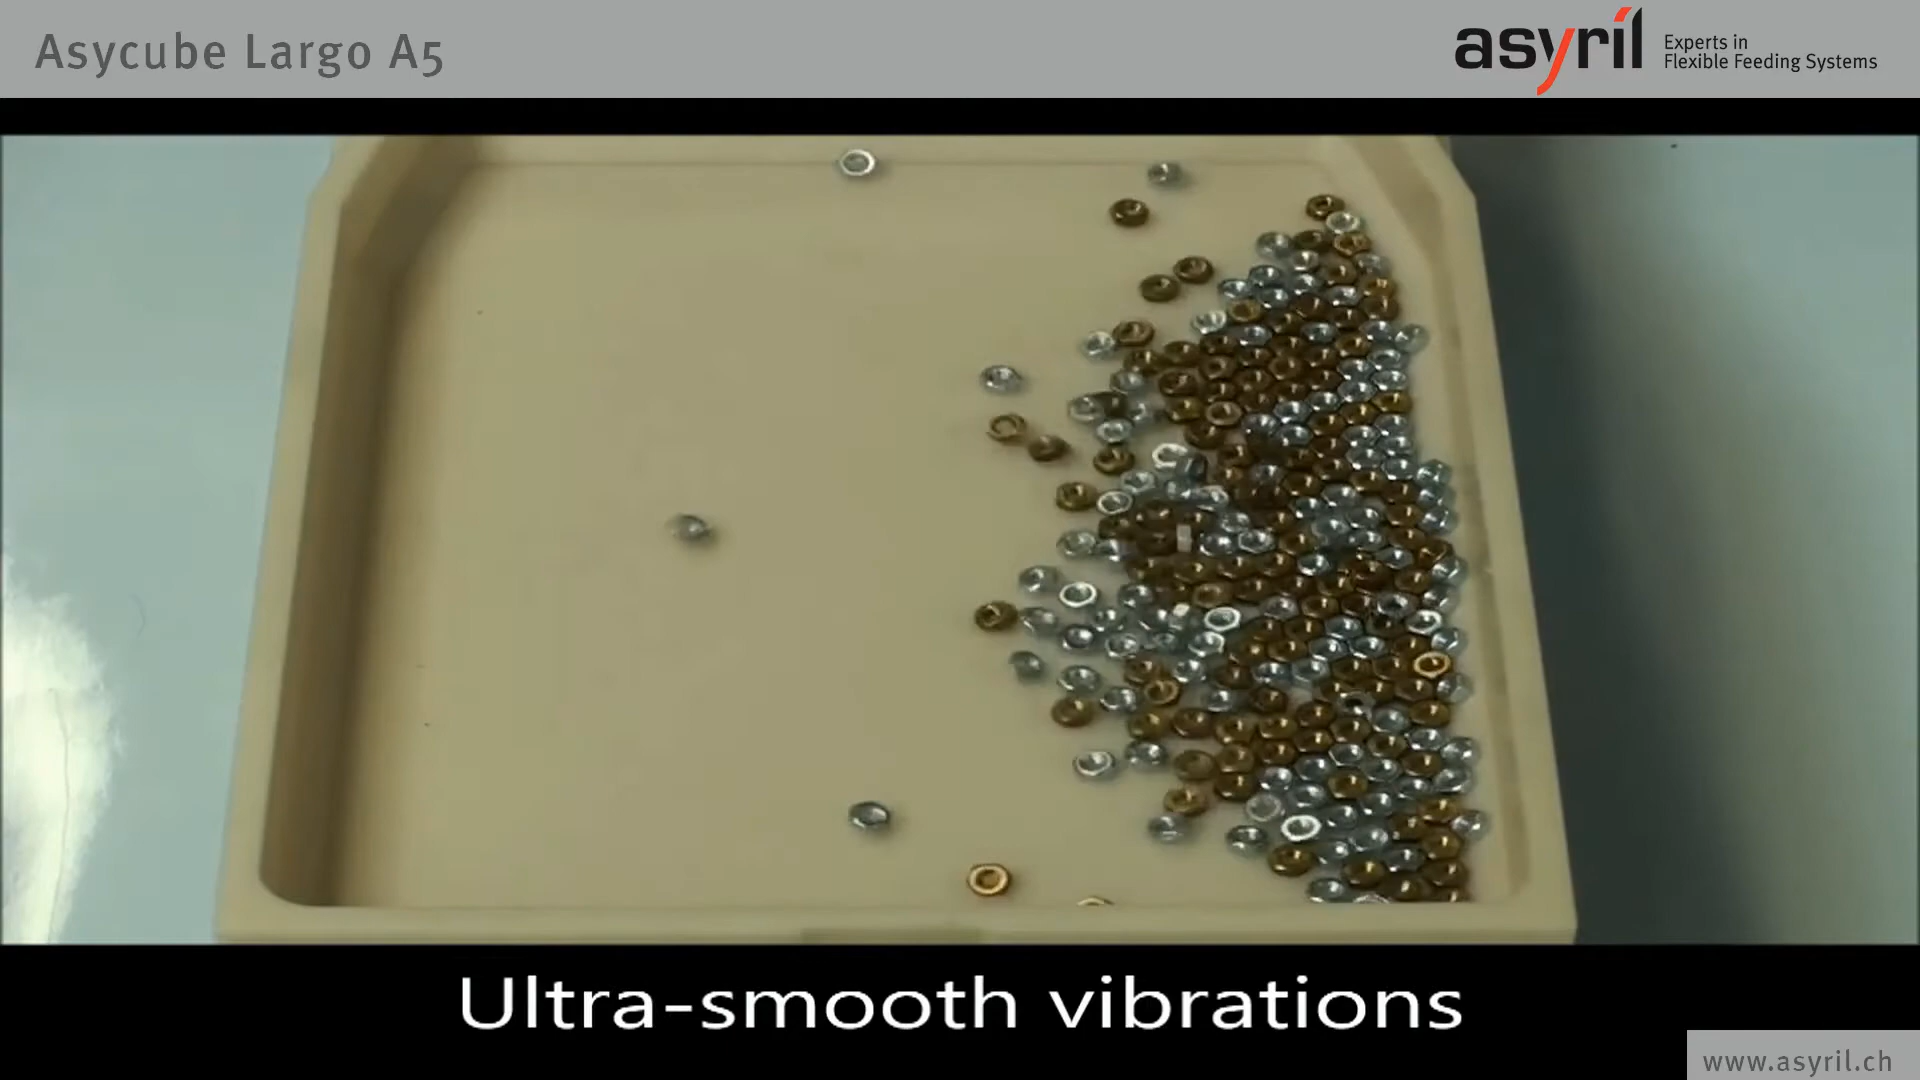 Asycube Largo A5
asyril
Experts in
Flexible Feeding Systems
Ultra-smooth vibrations
www.asyril.ch